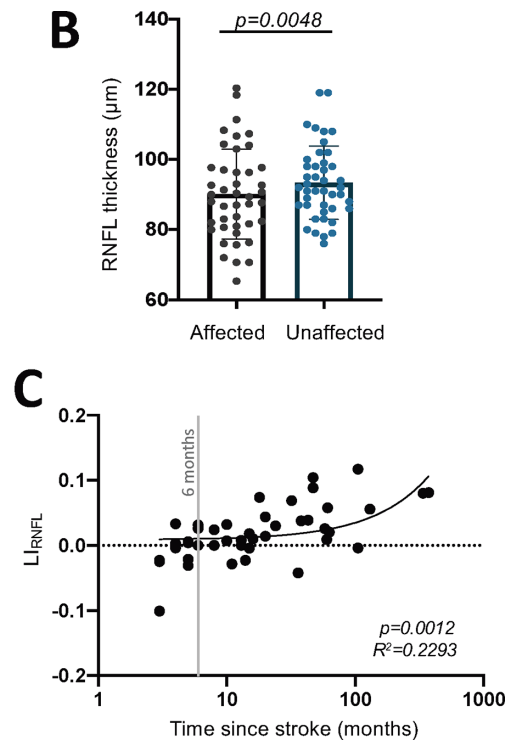 B
p=0.0048
RNFL thickness (µm)
140
120
100
80
60
Affected Unaffected
C
LIRNFL
0.2
0.1
0.0
-0.1
-0.2
6 months
p=0.0012
R²=0.2293
1 10 100 1000
Time since stroke (months)